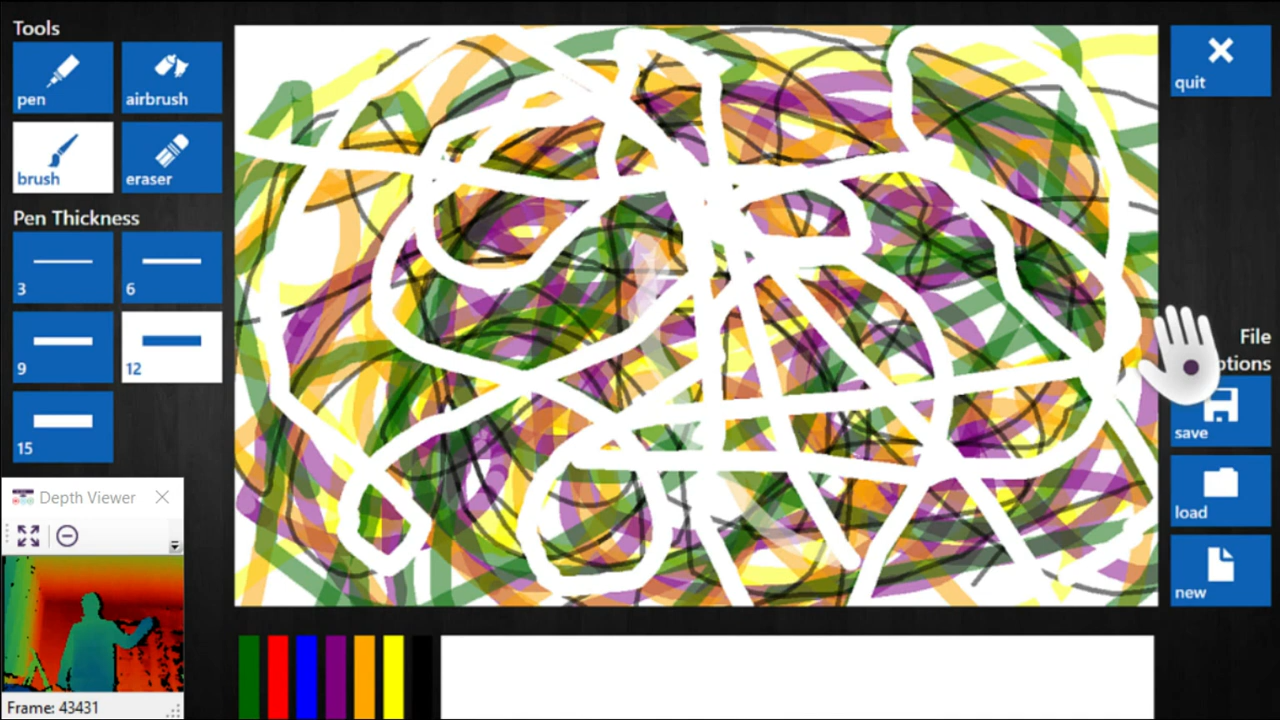 Tools
pen
airbrush
brush
eraser
Pen Thickness
3
6
9
12
15
Depth Viewer
Frame: 43431
quit
File
ptions
save
load
new